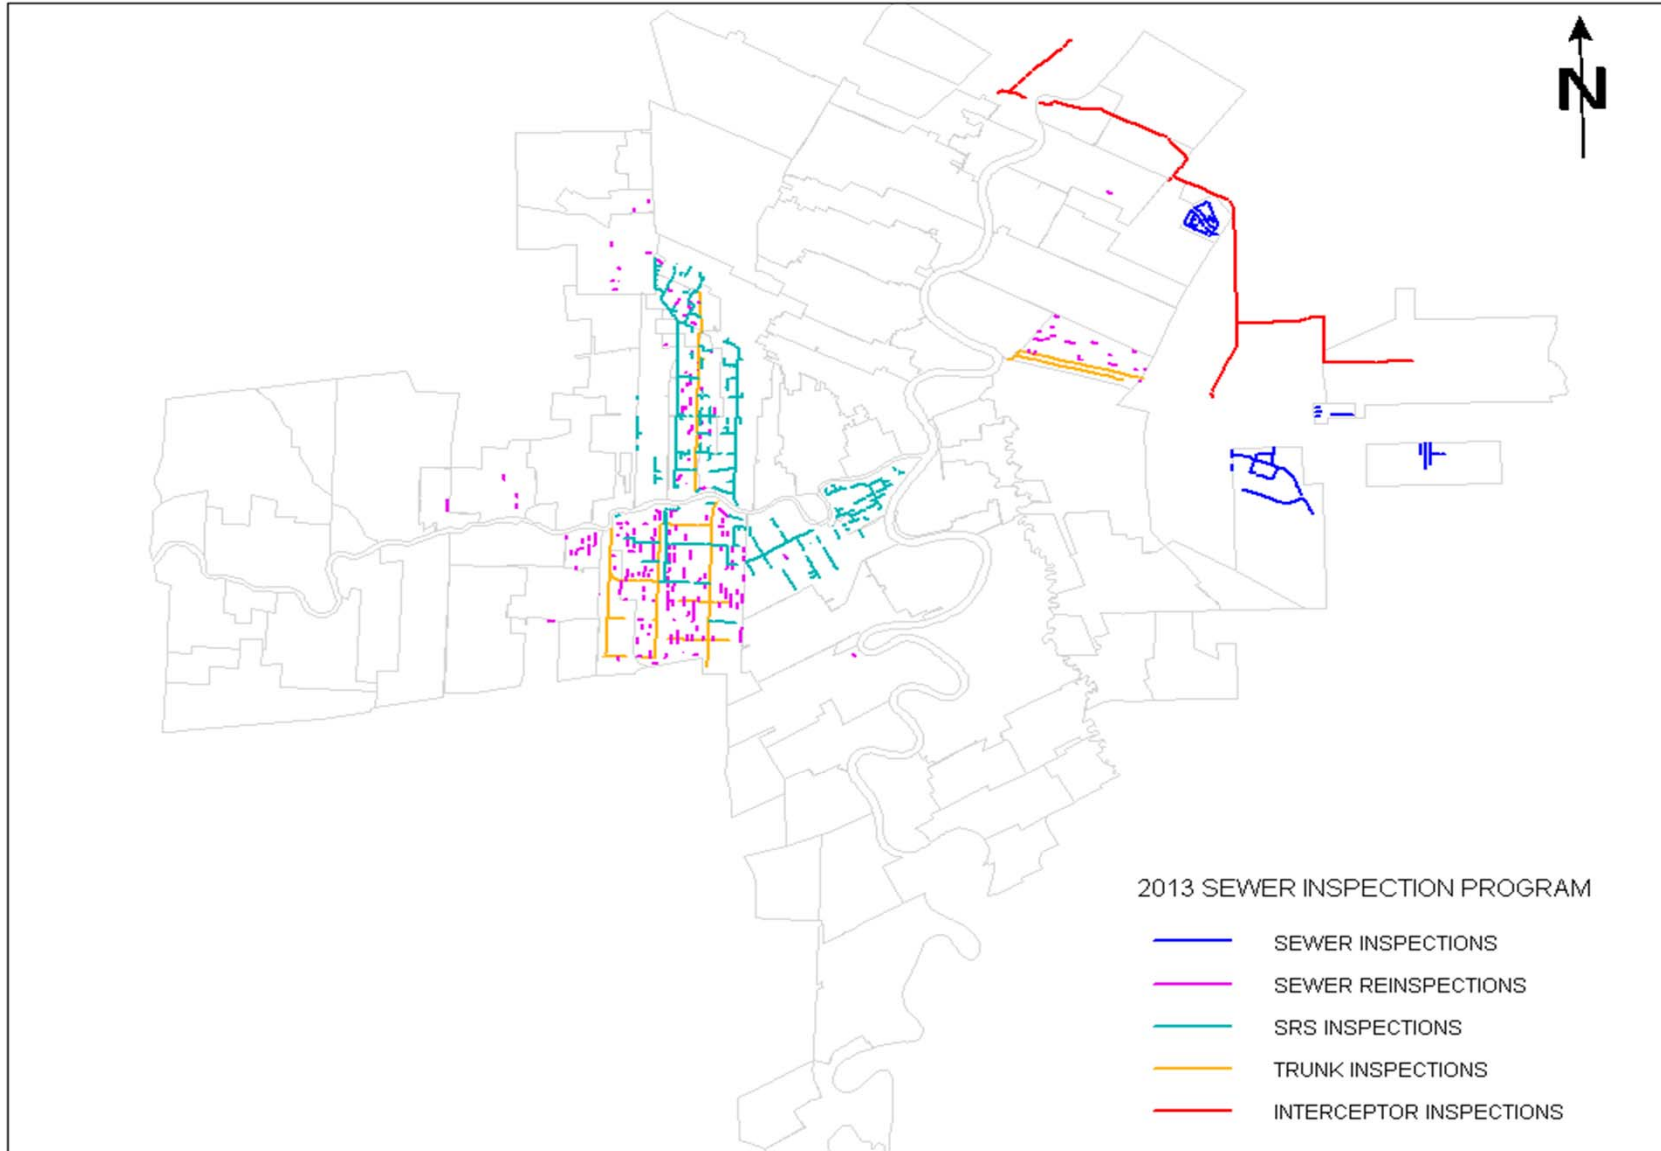 N
2013 SEWER INSPECTION PROGRAM
SEWER INSPECTIONS
SEWER REINSPECTIONS
SRS INSPECTIONS
TRUNK INSPECTIONS
INTERCEPTOR INSPECTIONS